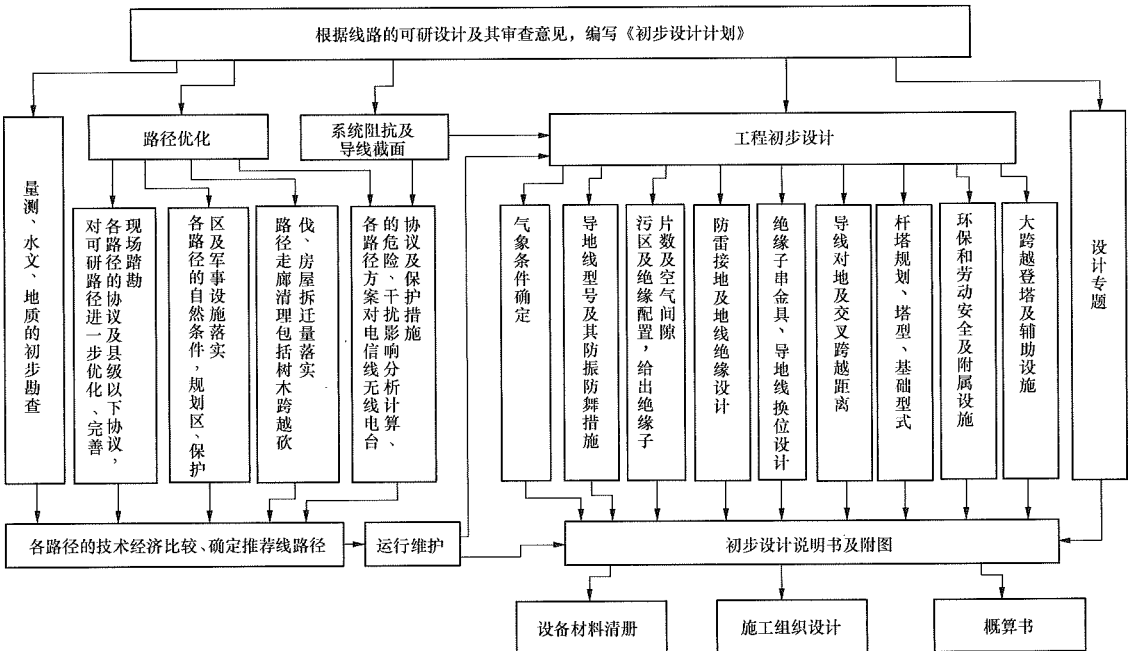 根据线路的可研设计及其审查意见，编写《初步设计计划》
路径优化
系统阻抗及
导线截面
工程初步设计
量测、水文、地质的初步勘查
对可研路径进一步优化、完善
各路径的协议及县级以下协议，
现场踏勘
各路径的自然条件，规划区、保护
区及军事设施落实
路径走廊清理包括树木跨越砍
伐、房屋拆迁量落实
各路径方案对电信线无线电台
的危险、干扰影响分析计算、
协议及保护措施
气象条件确定
导地线型号及其防振防舞措施
污区及绝缘配置，给出绝缘子
片数及空气间隙
防雷接地及地线绝缘设计
绝缘子串金具、导地线换位设计
导线对地及交叉跨越距离
杆塔规划、塔型、基础型式
环保和劳动安全及附属设施
大跨越登塔及辅助设施
设计专题
各路径的技术经济比较、确定推荐线路径
运行维护
初步设计说明书及附图
设备材料清册
施工组织设计
概算书